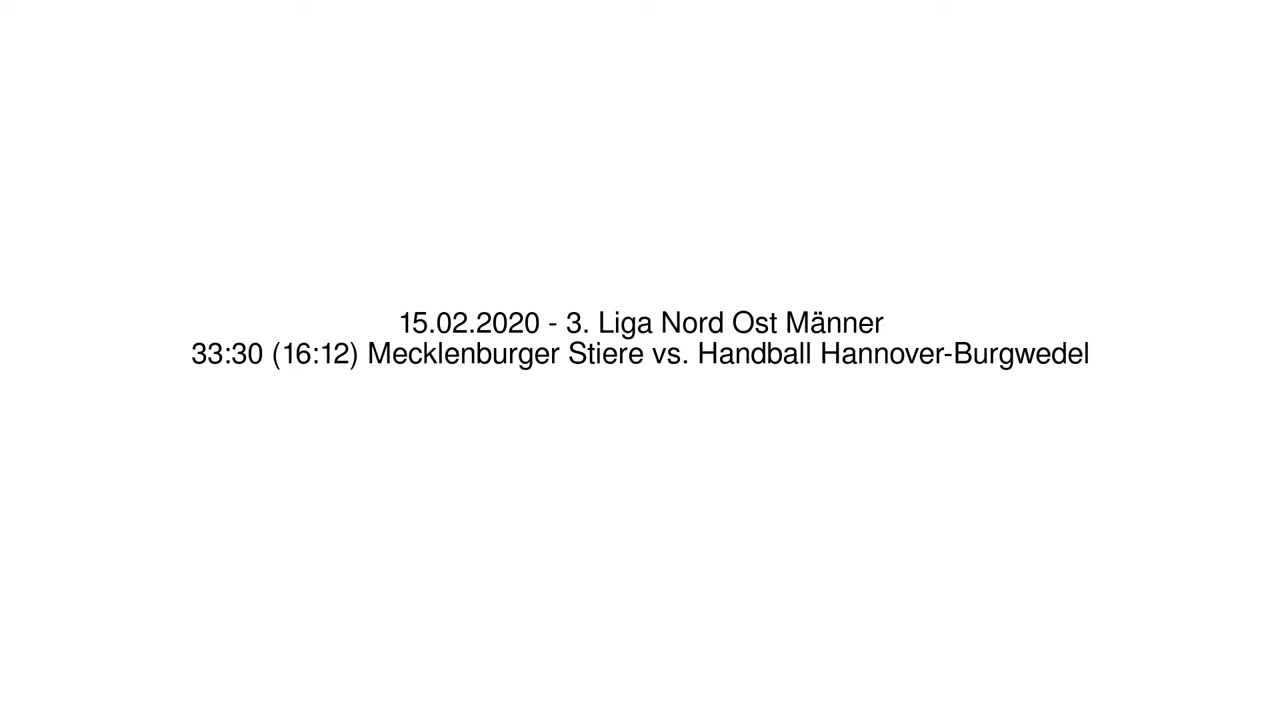 15.02.2020 - 3. Liga Nord Ost Männer
33:30 (16:12) Mecklenburger Stiere vs. Handball Hannover-Burgwedel